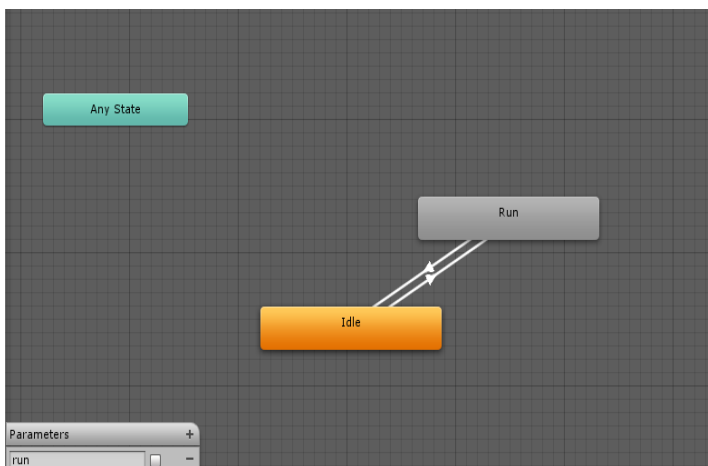 Any State
Run
Idle
Parameters +
run -